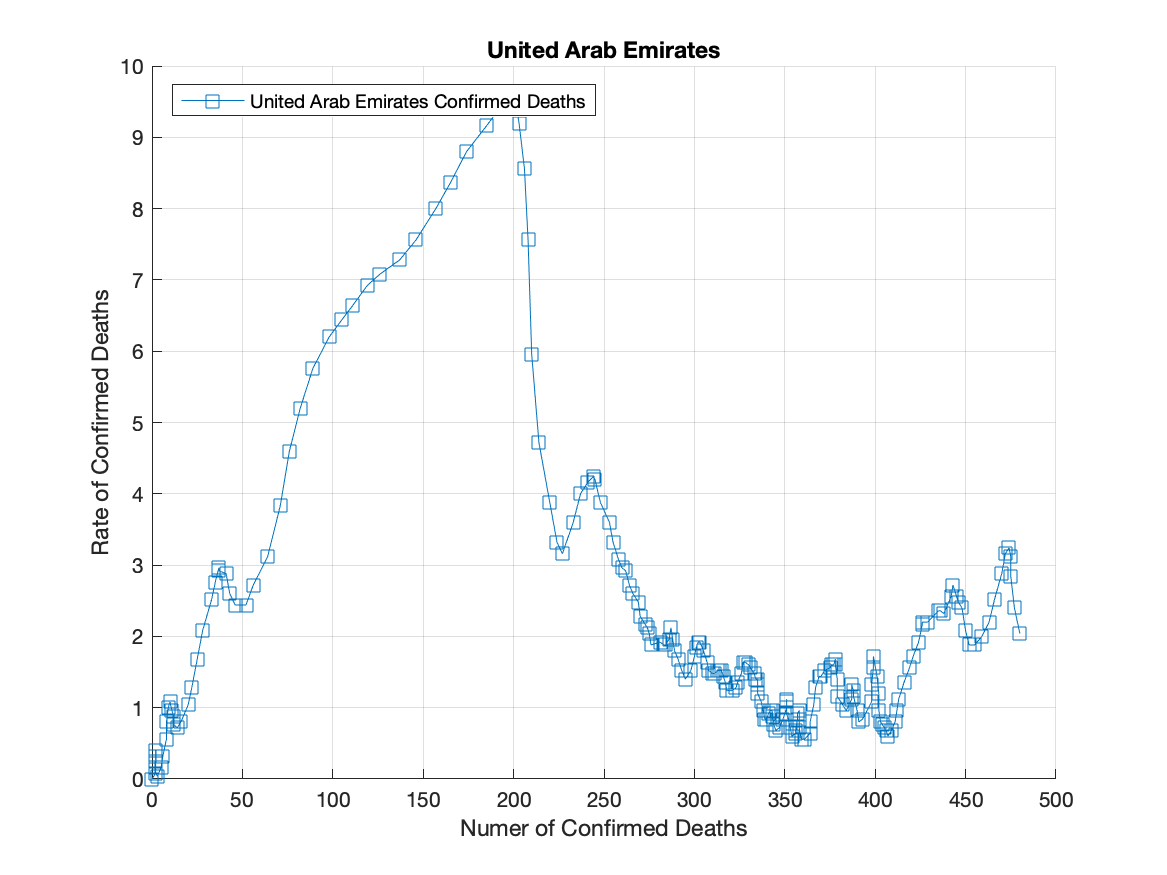 United Arab Emirates
10
United Arab Emirates Confirmed Deaths
9
8
7
6
5
4
3
2
1
0
Rate of Confirmed Deaths
0 50 100 150 200 250 300 350 400 450 500
Numer of Confirmed Deaths